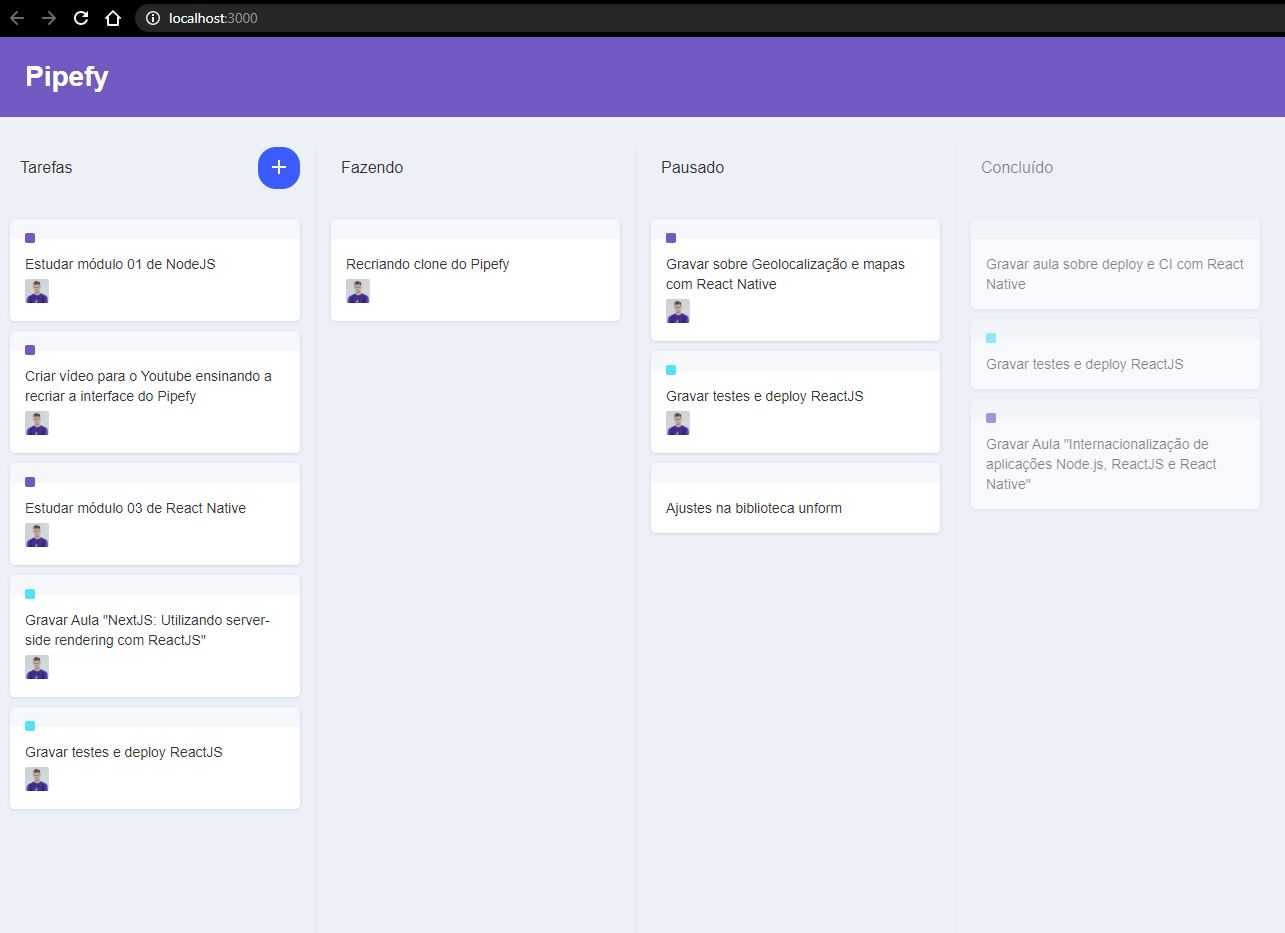 localhost:3000
Pipefy
Tarefas
Estudar módulo 01 de NodeJS
Criar vídeo para o Youtube ensinando a
recriar a interface do Pipefy
Estudar módulo 03 de React Native
Gravar Aula "NextJS: Utilizando server-
side rendering com ReactJS"
Gravar testes e deploy ReactJS
Fazendo
Recriando clone do Pipefy
Pausado
Gravar sobre Geolocalização e mapas
com React Native
Gravar testes e deploy ReactJS
Ajustes na biblioteca unform
Concluído
Gravar aula sobre deploy e CI com React
Native
Gravar testes e deploy ReactJS
Gravar Aula "Internacionalização de
aplicações Node.js, ReactJS e React
Native"